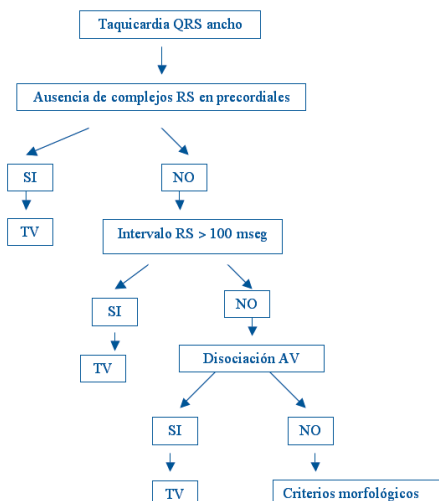 Taquicardia QRS ancho
Ausencia de complejos RS en precordiales
SI
NO
TV
Intervalo RS > 100 mseg
SI
NO
TV
Disociación AV
SI
NO
TV
Criterios morfológicos